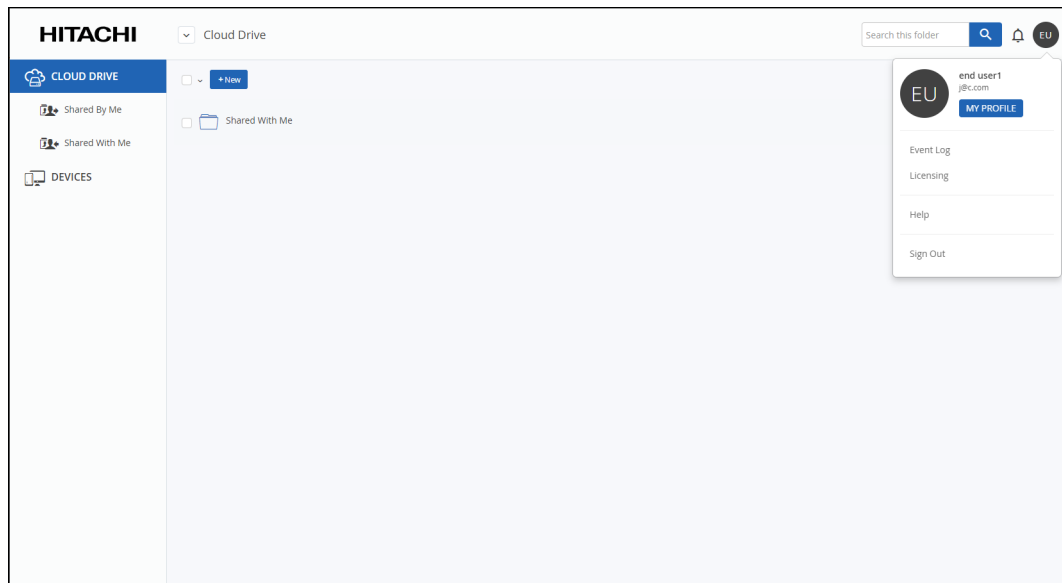 HITACHI
Cloud Drive
Search this folder
EU
CLOUD DRIVE
Shared By Me
Shared With Me
DEVICES
+ New
Shared With Me
EU
end user1
j@c.com
MY PROFILE
Event Log
Licensing
Help
Sign Out